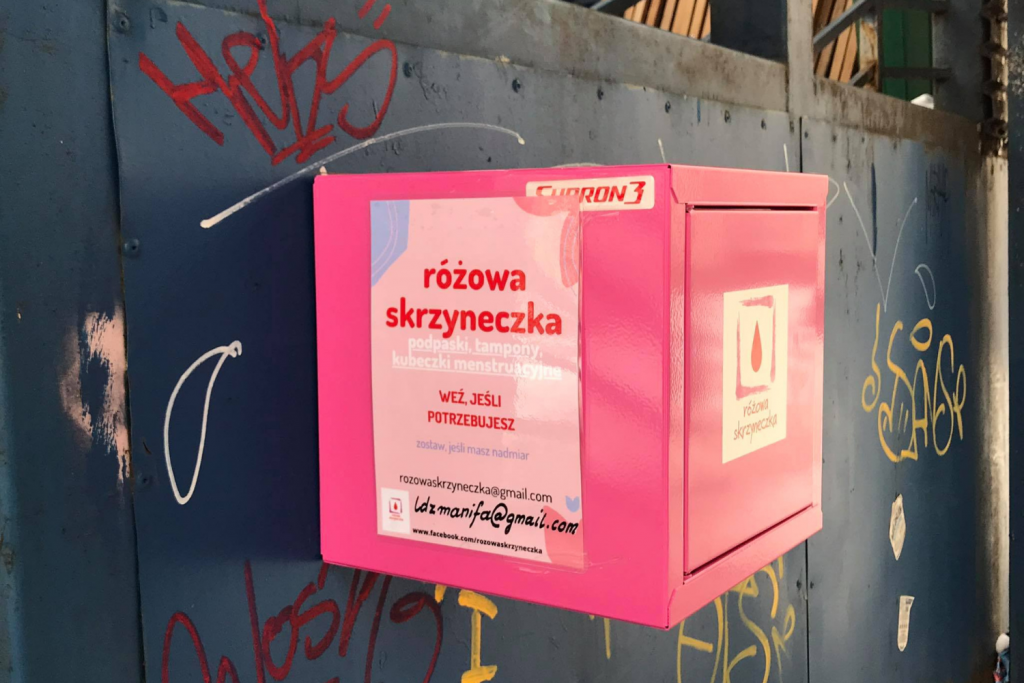 różowa
skrzyneczka
podpaski, tampony,
kubeczki menstruacyjne
WEŹ, JEŚLI
POTRZEBUJESZ
zostaw, jeśli masz nadmiar
rozowaskrzyneczka@gmail.com
ldzmanifa@gmail.com
www.facebook.com/rozowaskrzyneczka
różowa
skrzyneczka